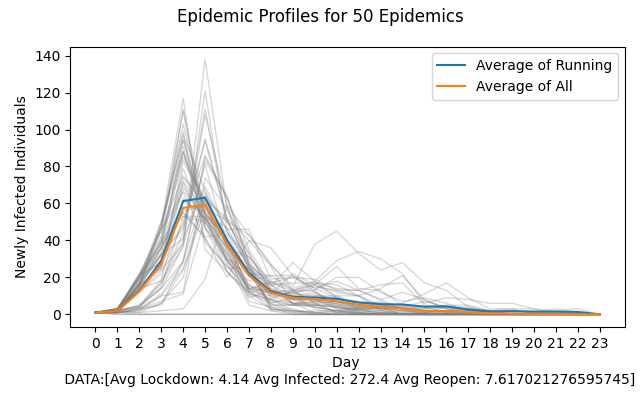 Epidemic Profiles for 50 Epidemics
Average of Running
Average of All
140
120
100
80
60
40
20
0
Newly Infected Individuals
0 1 2 3 4 5 6 7 8 9 10 11 12 13 14 15 16 17 18 19 20 21 22 23
Day
DATA:[Avg Lockdown: 4.14 Avg Infected: 272.4 Avg Reopen: 7.617021276595745]